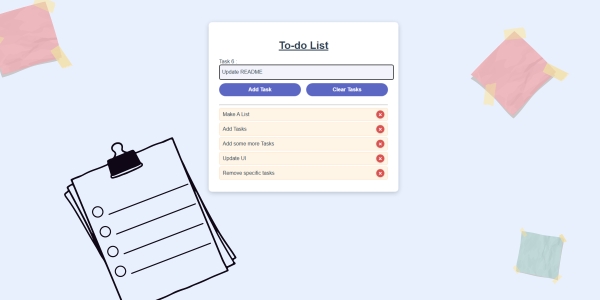 To-do List
Task 6
Update README
Add Task
Clear Tasks
Make A List
Add Tasks
Add some more Tasks
Update UI
Remove specific tasks